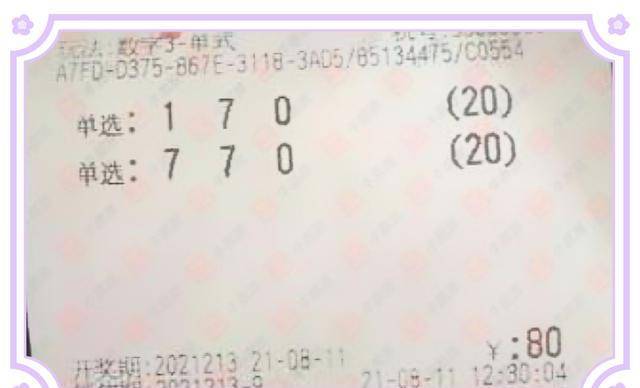 玩法:数字3-单式
A7FD-D375-867E-3118-3AD5/85134475/C0554
单选: 1 7 0 (20)
单选: 7 7 0 (20)
¥:80
开奖期:2021213 21-08-11
21-08-11 12:30:04